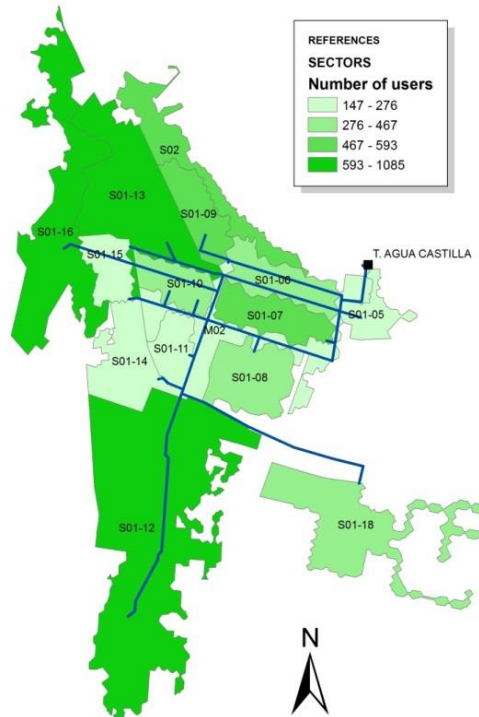 REFERENCES
SECTORS
Number of users
147 - 276
276 - 467
467 - 593
593 - 1085
S02
S01-13
S01-09
S01-16
S01-15
T. AGUA CASTILLA
S01-06
S01-10
S01-05
S01-07
M02
S01-11
S01-14
S01-08
S01-18
S01-12
N